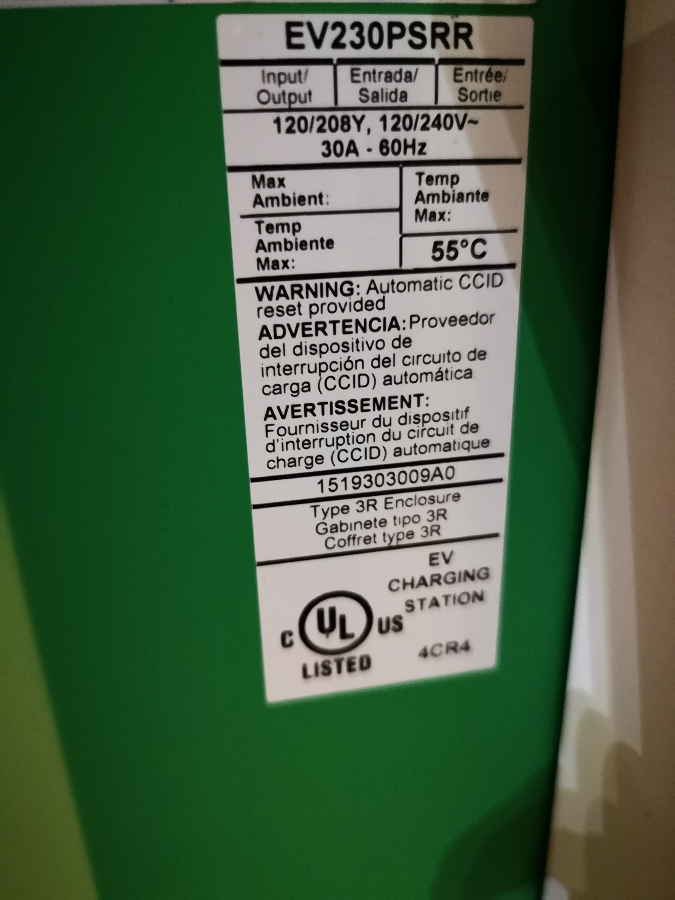 EV230PSRR
Input/ Entrada/ Entrée/
Output Salida Sortie
120/208Y, 120/240V~
30A - 60Hz
Max
Ambient:
Temp
Ambiante
Max:
Temp
Ambiente
Max:
55°C
WARNING: Automatic CCID
reset provided
ADVERTENCIA: Proveedor
del dispositivo de
interrupción del circuito de
carga (CCID) automática
AVERTISSEMENT:
Fournisseur du dispositif
d'interruption du circuit de
charge (CCID) automatique
1519303009A0
Type 3R Enclosure
Gabinete tipo 3R
Coffret type 3R
EV
CHARGING
STATION
C UL US
LISTED
4CR4